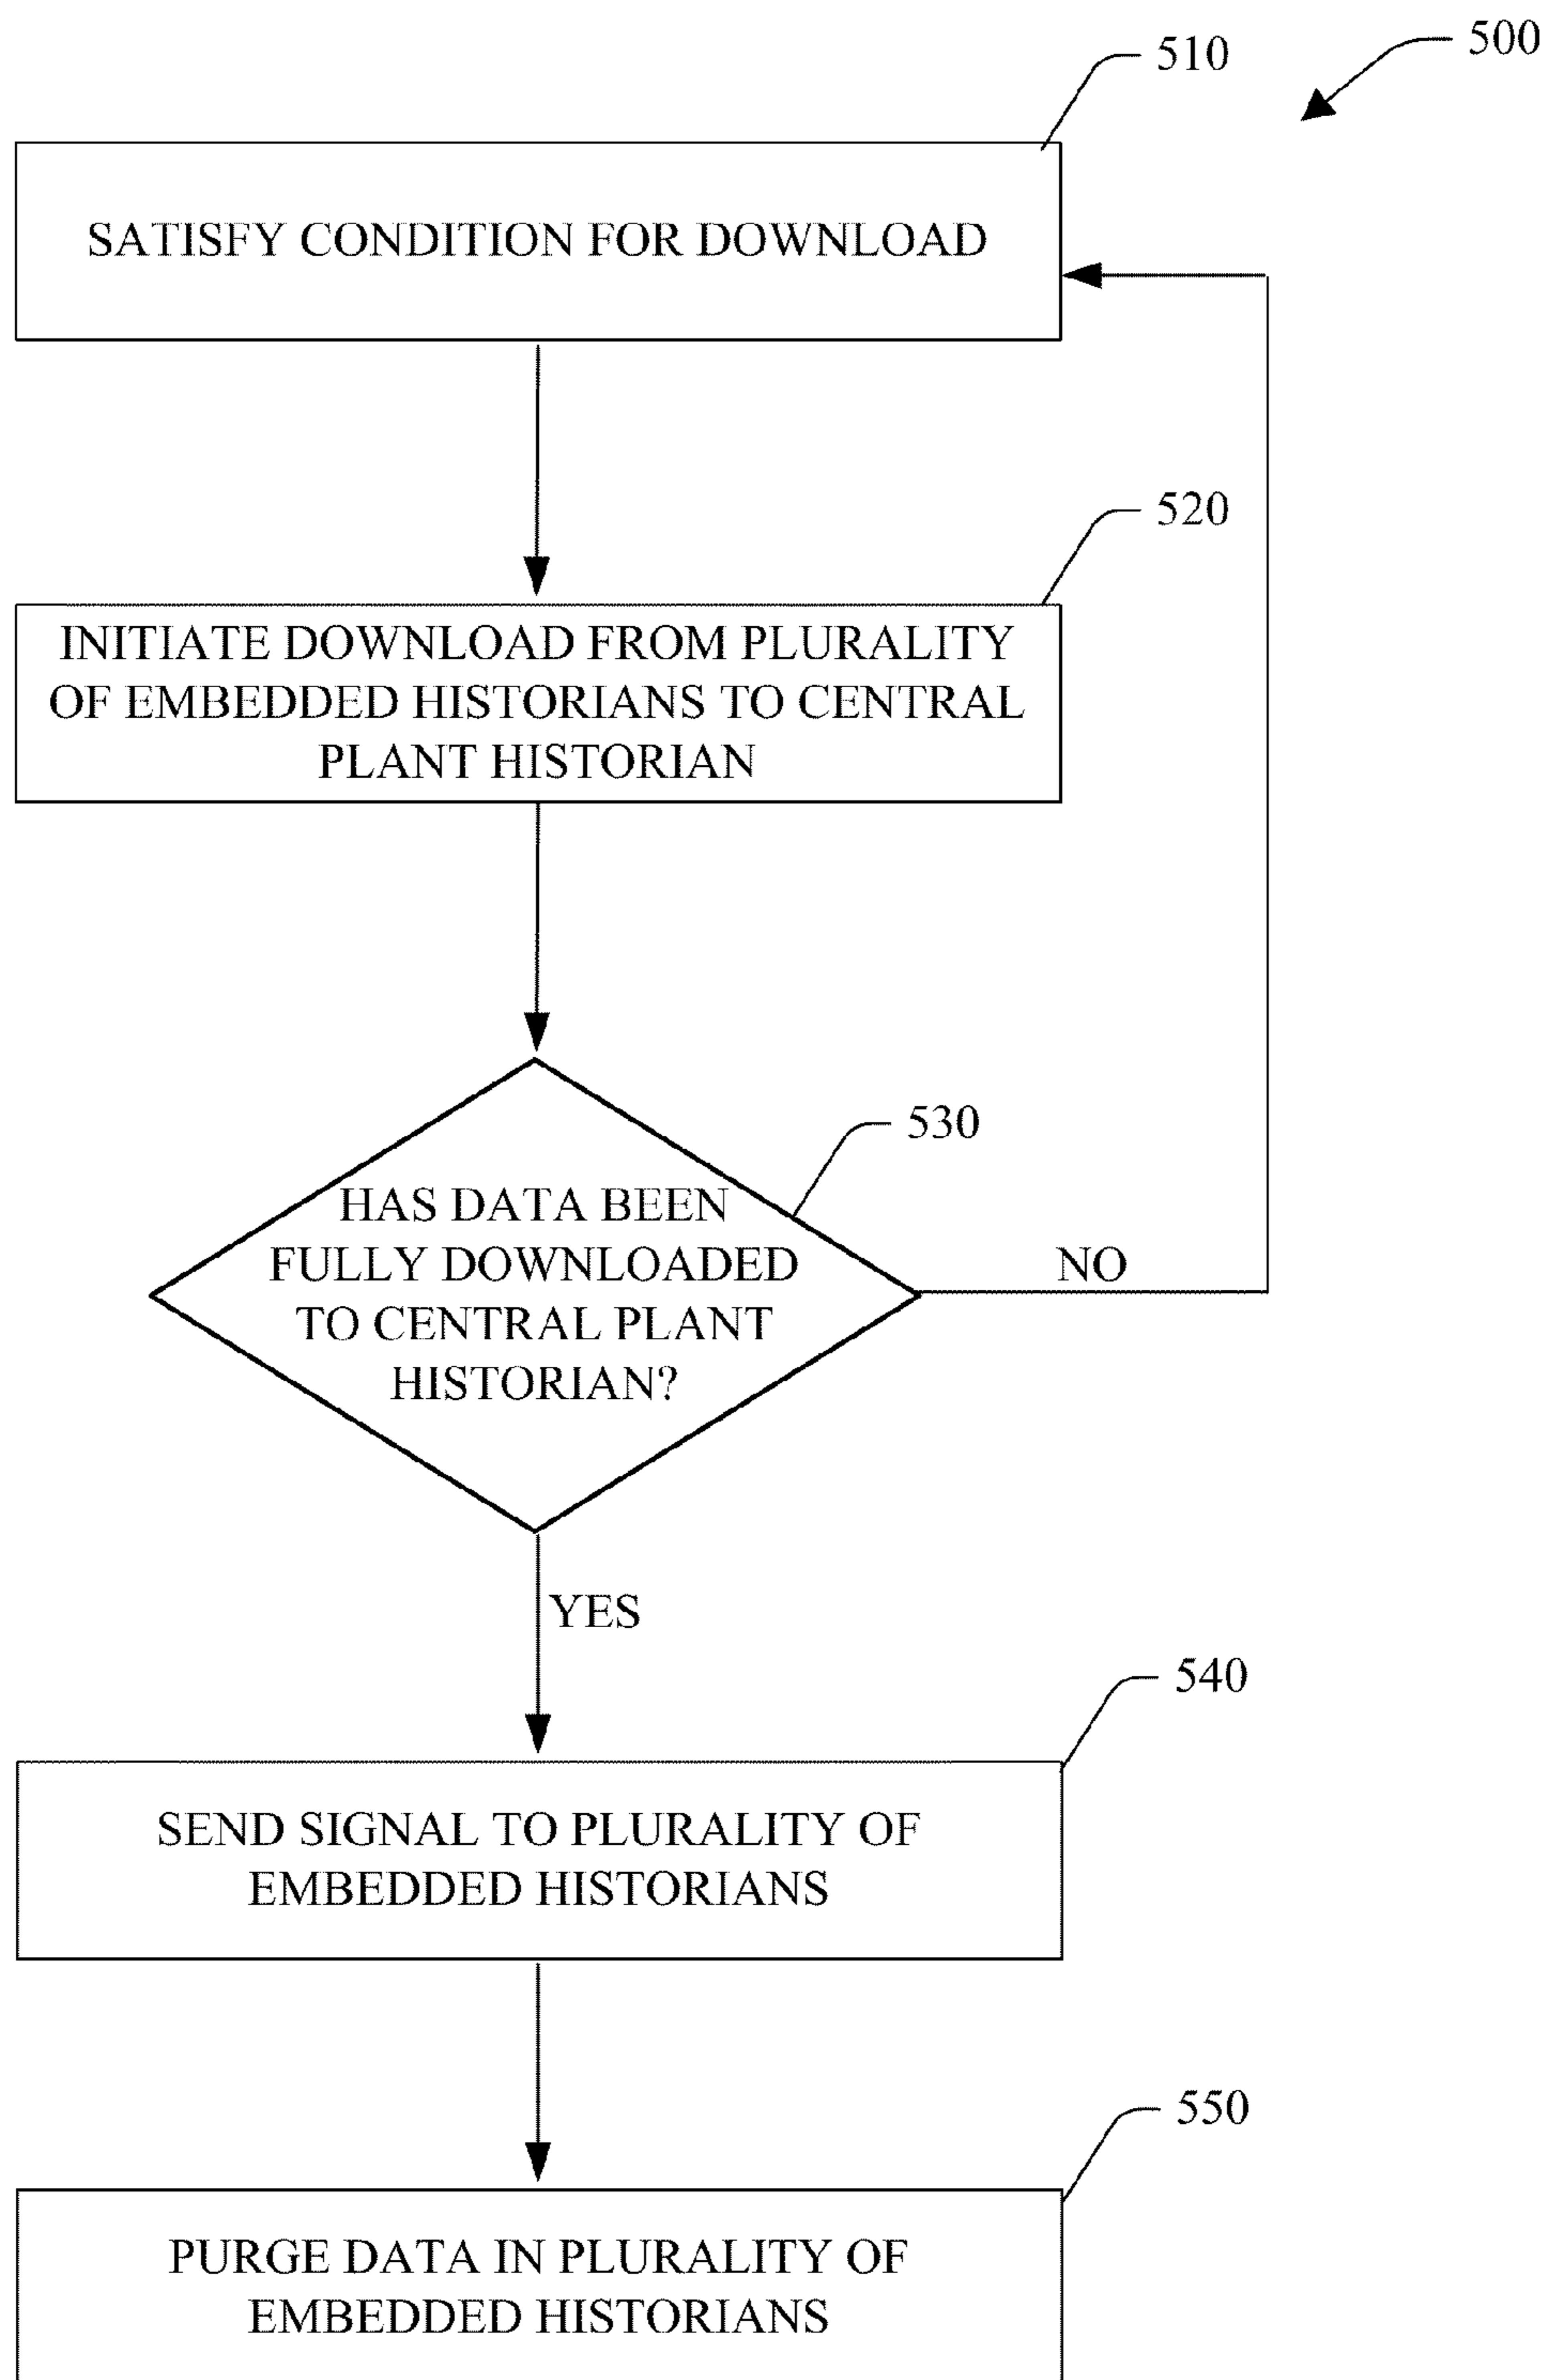 500
510
SATISFY CONDITION FOR DOWNLOAD
520
INITIATE DOWNLOAD FROM PLURALITY
OF EMBEDDED HISTORIANS TO CENTRAL
PLANT HISTORIAN
530
HAS DATA BEEN
FULLY DOWNLOADED
TO CENTRAL PLANT
HISTORIAN?
NO
YES
540
SEND SIGNAL TO PLURALITY OF
EMBEDDED HISTORIANS
550
PURGE DATA IN PLURALITY OF
EMBEDDED HISTORIANS